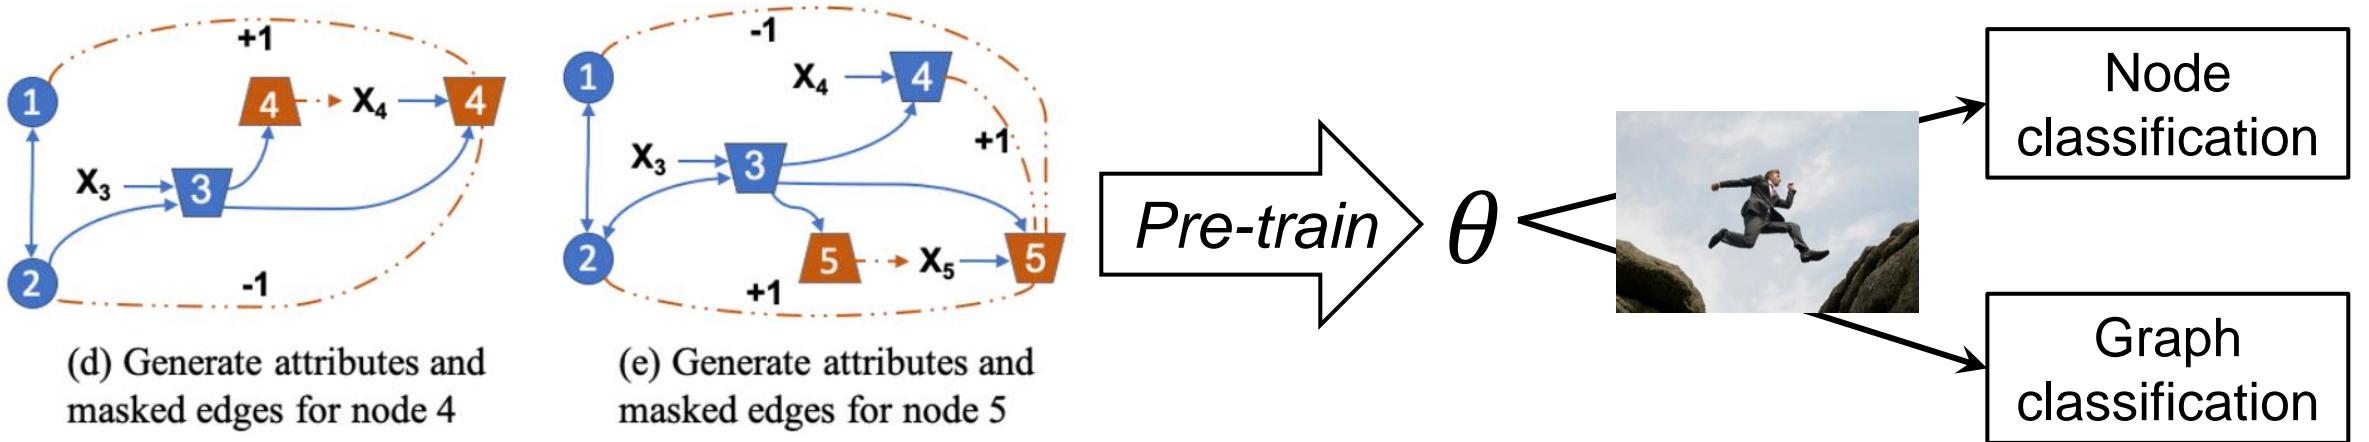 +1
1
4
X₄
4
X₃
3
2
-1
(d) Generate attributes and
masked edges for node 4
-1
1
X₄
4
+1
X₃
3
2
5
X₅
5
+1
(e) Generate attributes and
masked edges for node 5
Pre-train
θ
Node
classification
Graph
classification